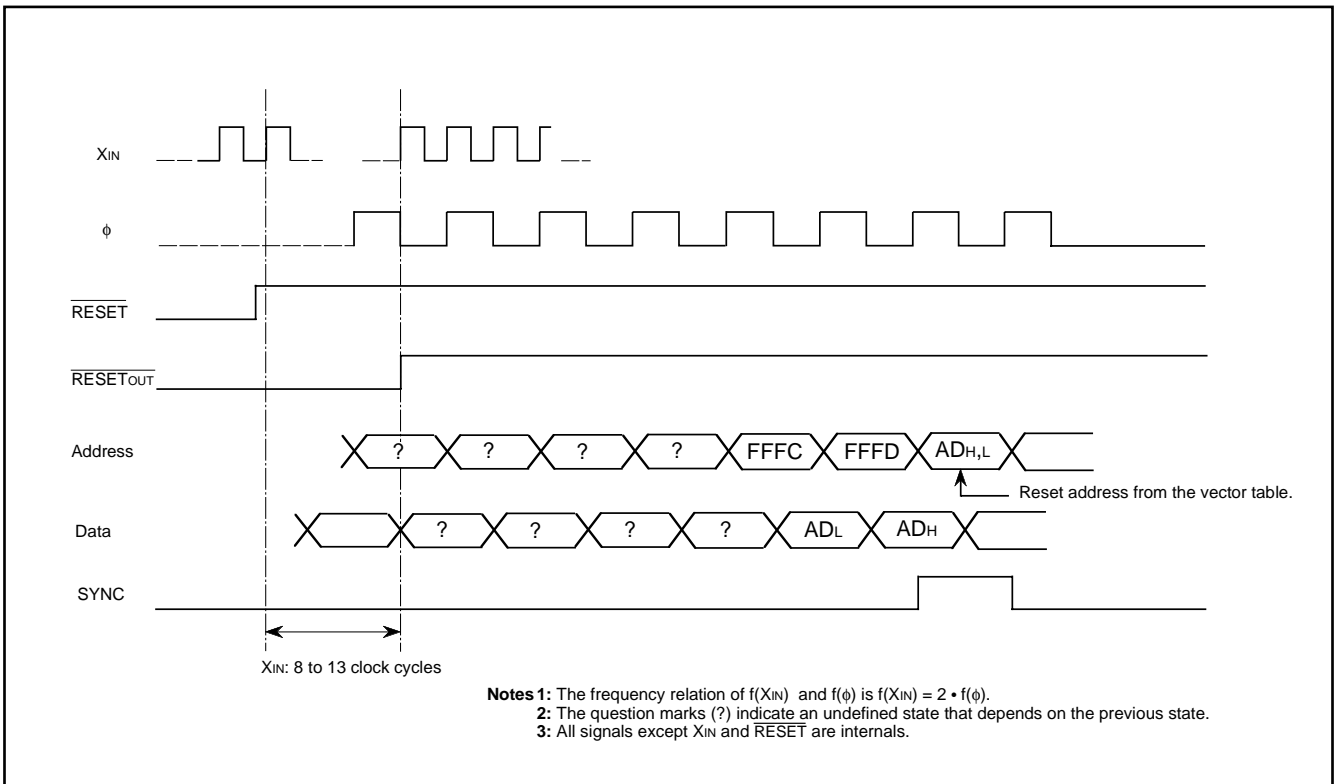 XIN
ϕ
RESET
RESETOUT
Address
? ? ? ? FFFC FFFD ADH,L
Reset address from the vector table.
Data
? ? ? ? ADL ADH
SYNC
XIN: 8 to 13 clock cycles
Notes 1: The frequency relation of f(XIN) and f(ϕ) is f(XIN) = 2 • f(ϕ).
2: The question marks (?) indicate an undefined state that depends on the previous state.
3: All signals except XIN and RESET are internals.